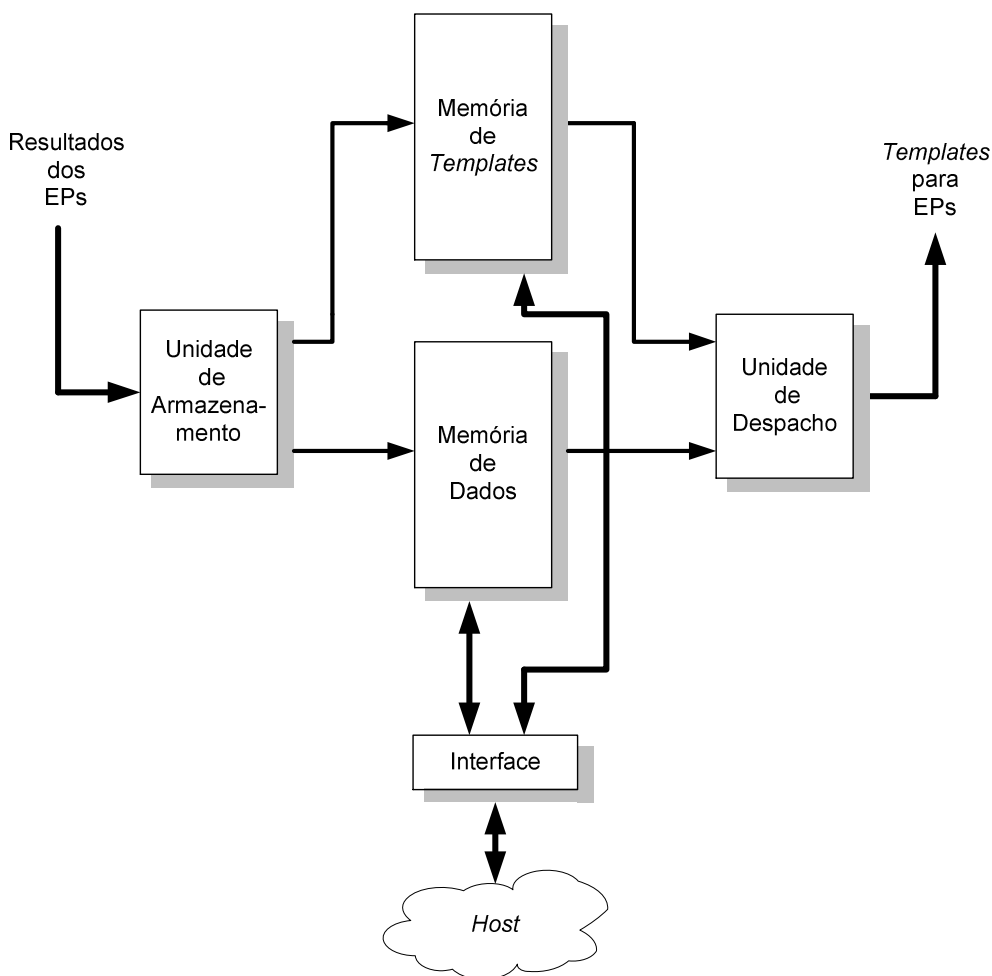 Memória
de
Templates
Resultados
dos
EPs
Templates
para
EPs
Unidade
de
Armazena-
mento
Unidade
de
Despacho
Memória
de
Dados
Interface
Host